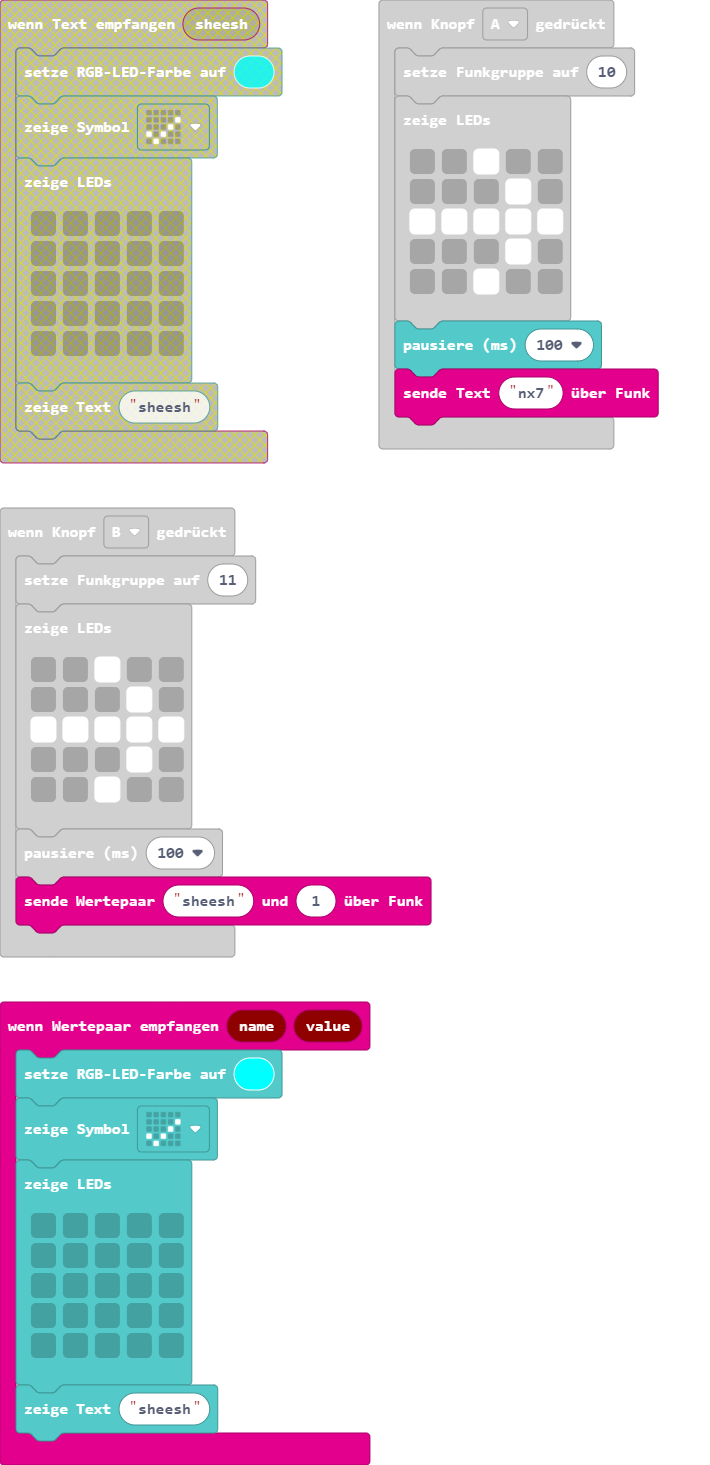 wenn Text empfangen sheesh
setze RGB-LED-Farbe auf
zeige Symbol
zeige LEDs
zeige Text "sheesh"
wenn Knopf A gedrückt
setze Funkgruppe auf 10
zeige LEDs
pausiere (ms) 100
sende Text "nx7" über Funk
wenn Knopf B gedrückt
setze Funkgruppe auf 11
zeige LEDs
pausiere (ms) 100
sende Wertepaar "sheesh" und 1 über Funk
wenn Wertepaar empfangen name value
setze RGB-LED-Farbe auf
zeige Symbol
zeige LEDs
zeige Text "sheesh"